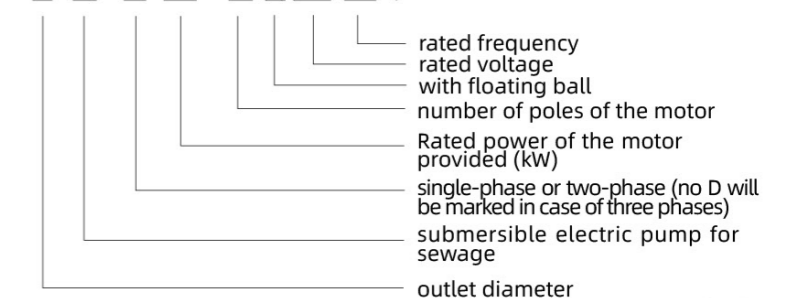 rated frequency
rated voltage
with floating ball
number of poles of the motor
Rated power of the motor
provided (kW)
single-phase or two-phase (no D will
be marked in case of three phases)
submersible electric pump for
sewage
outlet diameter